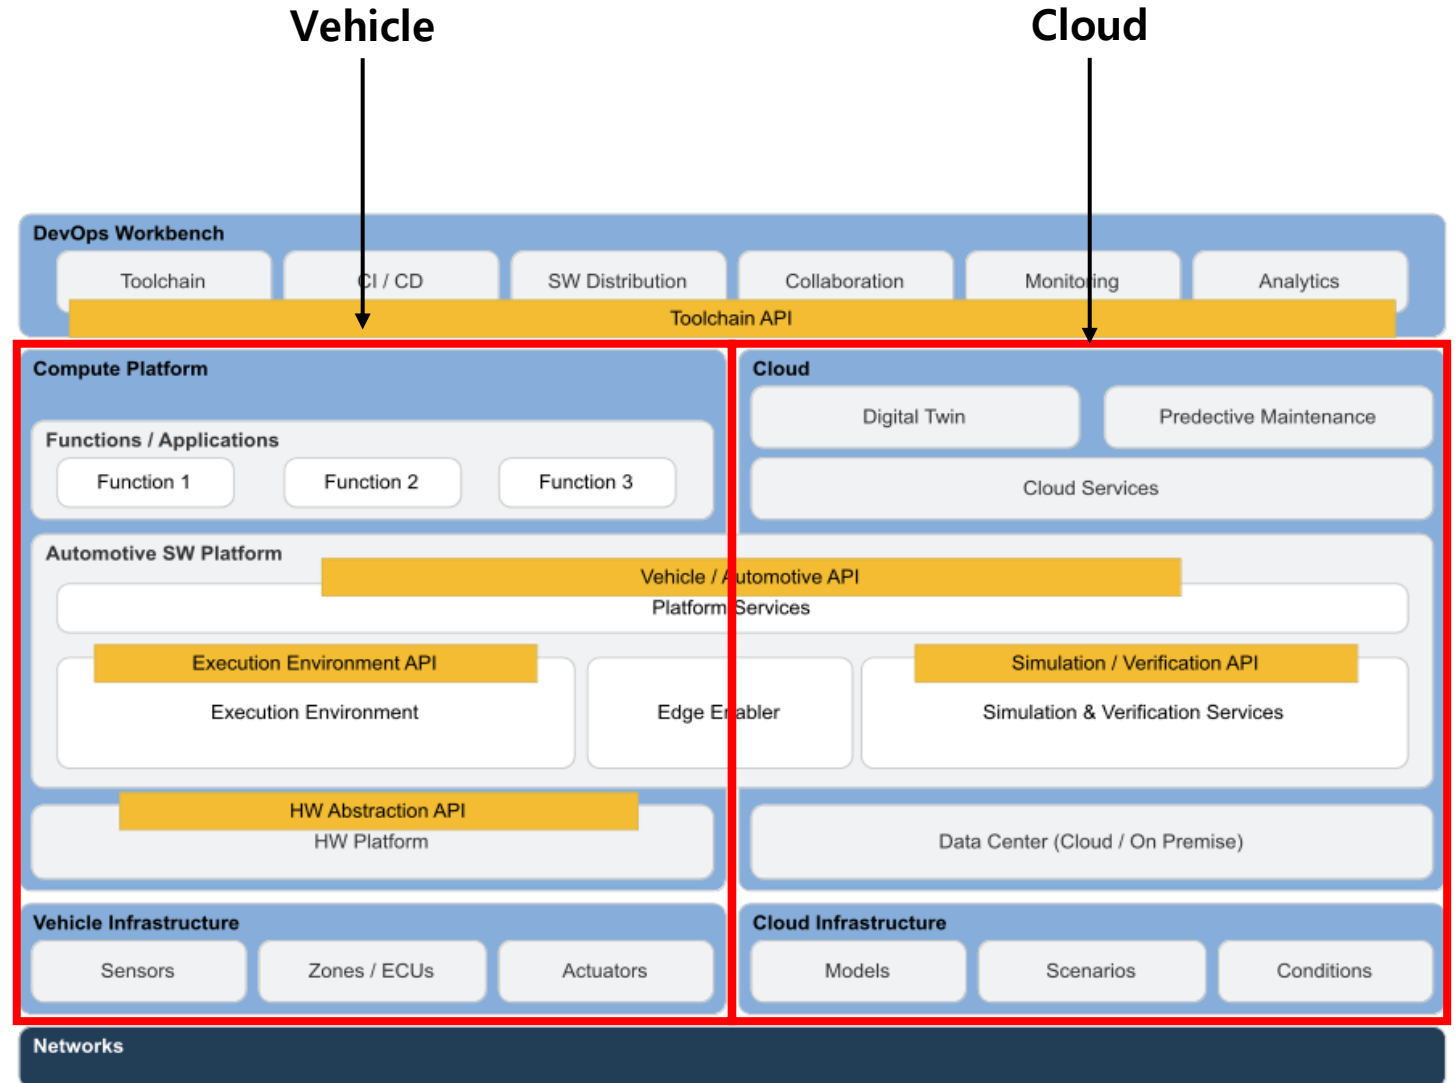 Vehicle
Cloud
DevOps Workbench
Toolchain
CI / CD
SW Distribution
Collaboration
Monitoring
Analytics
Toolchain API
Compute Platform
Functions / Applications
Function 1
Function 2
Function 3
Cloud
Digital Twin
Predective Maintenance
Cloud Services
Automotive SW Platform
Vehicle / Automotive API
Platform Services
Execution Environment API
Execution Environment
Edge Enabler
Simulation / Verification API
Simulation & Verification Services
HW Abstraction API
HW Platform
Data Center (Cloud / On Premise)
Vehicle Infrastructure
Sensors
Zones / ECUs
Actuators
Cloud Infrastructure
Models
Scenarios
Conditions
Networks